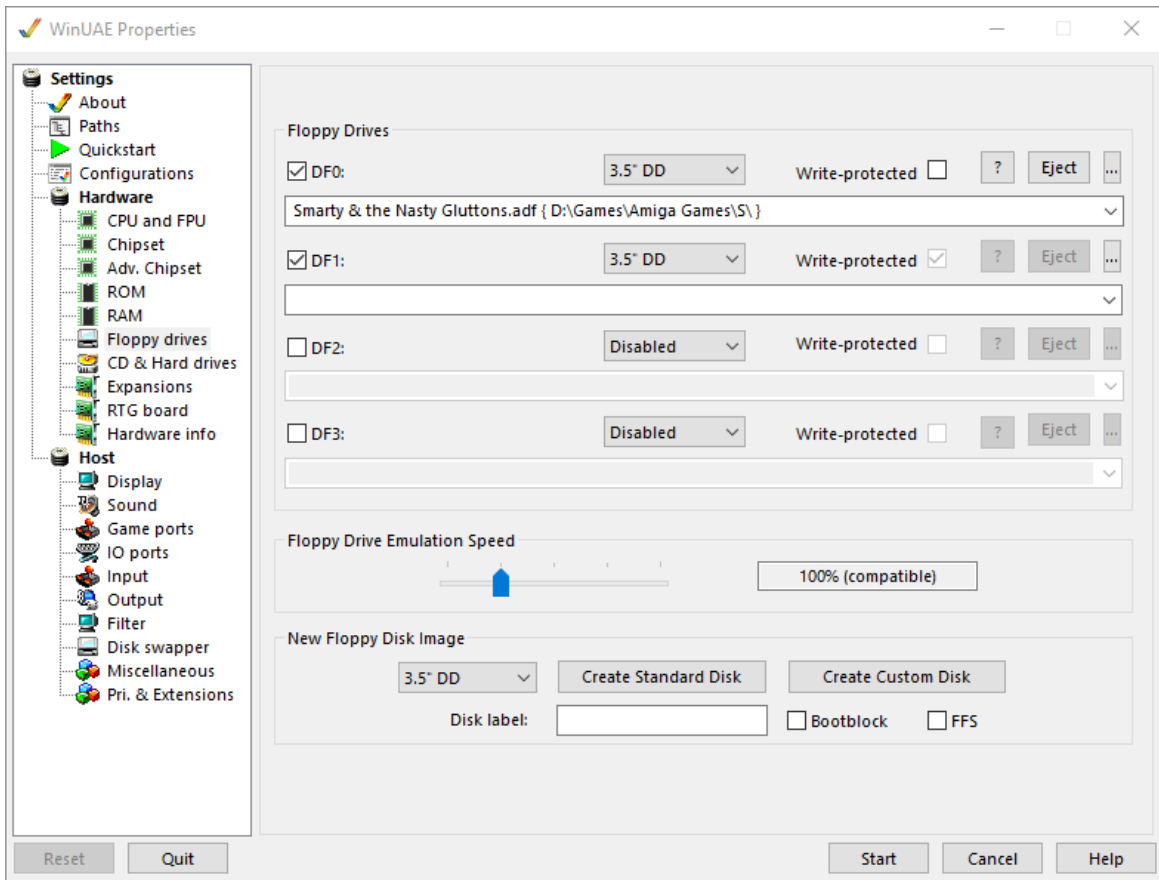 WinUAE Properties
Settings
About
Paths
Quickstart
Configurations
Hardware
CPU and FPU
Chipset
Adv. Chipset
ROM
RAM
Floppy drives
CD & Hard drives
Expansions
RTG board
Hardware info
Host
Display
Sound
Game ports
IO ports
Input
Output
Filter
Disk swapper
Miscellaneous
Pri. & Extensions
Floppy Drives
DF0: 3.5" DD Write-protected ? Eject ...
Smarty & the Nasty Gluttons.adf { D:\Games\Amiga Games\S\ }
DF1: 3.5" DD Write-protected ? Eject ...
DF2: Disabled Write-protected ? Eject ...
DF3: Disabled Write-protected ? Eject ...
Floppy Drive Emulation Speed
100% (compatible)
New Floppy Disk Image
3.5" DD Create Standard Disk Create Custom Disk
Disk label: Bootblock FFS
Reset Quit Start Cancel Help